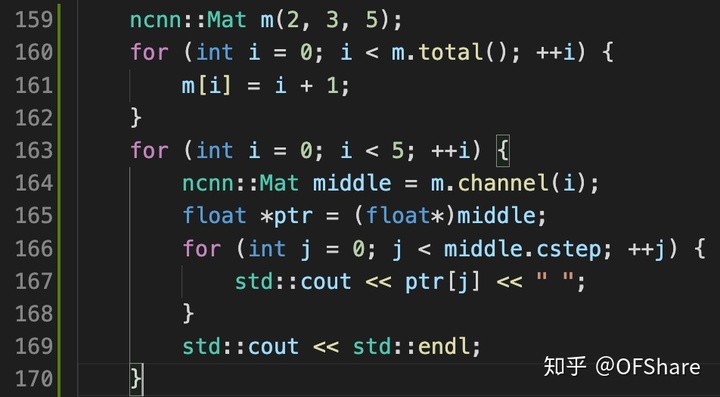 159 ncnn::Mat m(2, 3, 5);
160 for (int i = 0; i < m.total(); ++i) {
161 m[i] = i + 1;
162 }
163 for (int i = 0; i < 5; ++i) {
164 ncnn::Mat middle = m.channel(i);
165 float *ptr = (float*)middle;
166 for (int j = 0; j < middle.cstep; ++j) {
167 std::cout << ptr[j] << " ";
168 }
169 std::cout << std::endl;
170 }
知乎 @OFShare